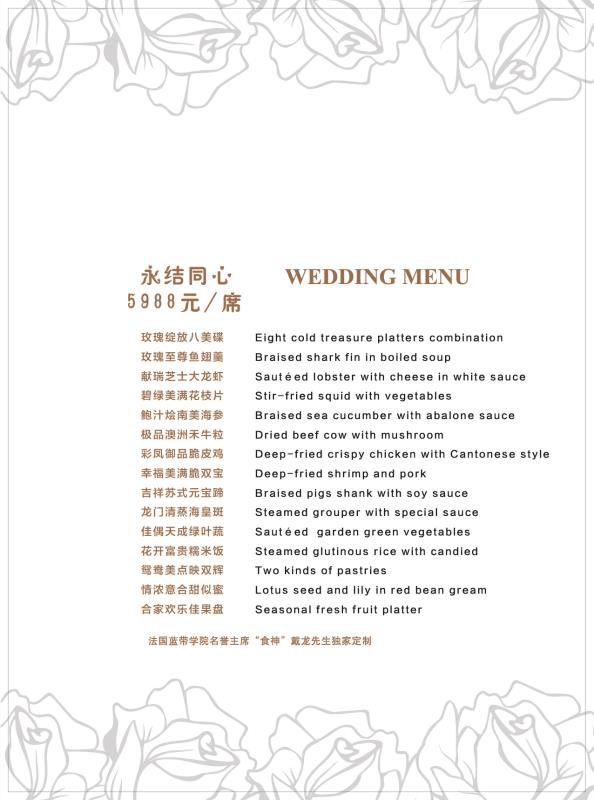 永结同心 WEDDING MENU
5988元/席
玫瑰绽放八美碟 Eight cold treasure platters combination
玫瑰至尊鱼翅羹 Braised shark fin in boiled soup
献瑞芝士大龙虾 Sautéed lobster with cheese in white sauce
碧绿美满花枝片 Stir-fried squid with vegetables
鲍汁烩南美海参 Braised sea cucumber with abalone sauce
极品澳洲禾牛粒 Dried beef cow with mushroom
彩凤御品脆皮鸡 Deep-fried crispy chicken with Cantonese style
幸福美满脆双宝 Deep-fried shrimp and pork
吉祥苏式元宝蹄 Braised pigs shank with soy sauce
龙门清蒸海皇斑 Steamed grouper with special sauce
佳偶天成绿叶蔬 Sautéed garden green vegetables
花开富贵糯米饭 Steamed glutinous rice with candied
鸳鸯美点映双辉 Two kinds of pastries
情浓意合甜似蜜 Lotus seed and lily in red bean gream
合家欢乐佳果盘 Seasonal fresh fruit platter
法国蓝带学院名誉主席“食神”戴龙先生独家定制